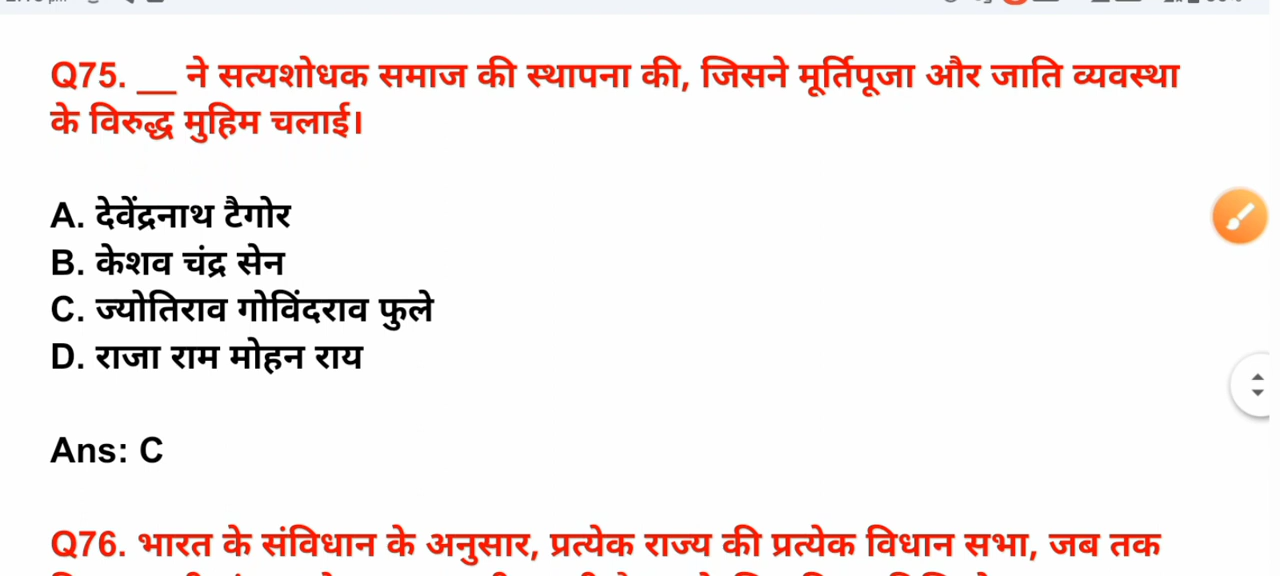 Q75. __ ने सत्यशोधक समाज की स्थापना की, जिसने मूर्तिपूजा और जाति व्यवस्था
के विरुद्ध मुहिम चलाई।
A. देवेंद्रनाथ टैगोर
B. केशव चंद्र सेन
C. ज्योतिराव गोविंदराव फुले
D. राजा राम मोहन राय
Ans: C
Q76. भारत के संविधान के अनुसार, प्रत्येक राज्य की प्रत्येक विधान सभा, जब तक